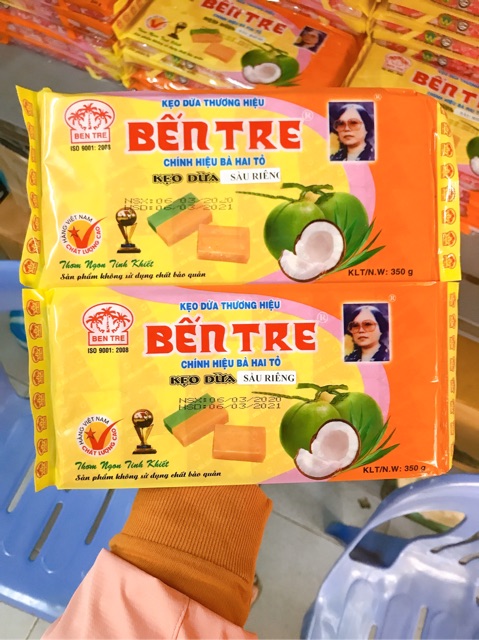 KẸO DỪA THƯƠNG HIỆU
BẾN TRE
ISO 9001: 2008
BẾN TRE ®
CHÍNH HIỆU BÀ HAI TỎ
KẸO DỪA SẦU RIÊNG
NSX: 06/03/2020
HSD: 06/03/2021
HÀNG VIỆT NAM
CHẤT LƯỢNG CAO
Thơm Ngon Tinh Khiết
Sản phẩm không sử dụng chất bảo quản
KLT/N.W: 350 g
KẸO DỪA THƯƠNG HIỆU
BEN TRE
ISO 9001: 2008
BẾN TRE ®
CHÍNH HIỆU BÀ HAI TỎ
KẸO DỪA SẦU RIÊNG
NSX: 06/03/2020
HSD: 06/03/2021
HÀNG VIỆT NAM
CHẤT LƯỢNG CAO
Thơm Ngon Tinh Khiết
Sản phẩm không sử dụng chất bảo quản
KLT/N.W: 350 g